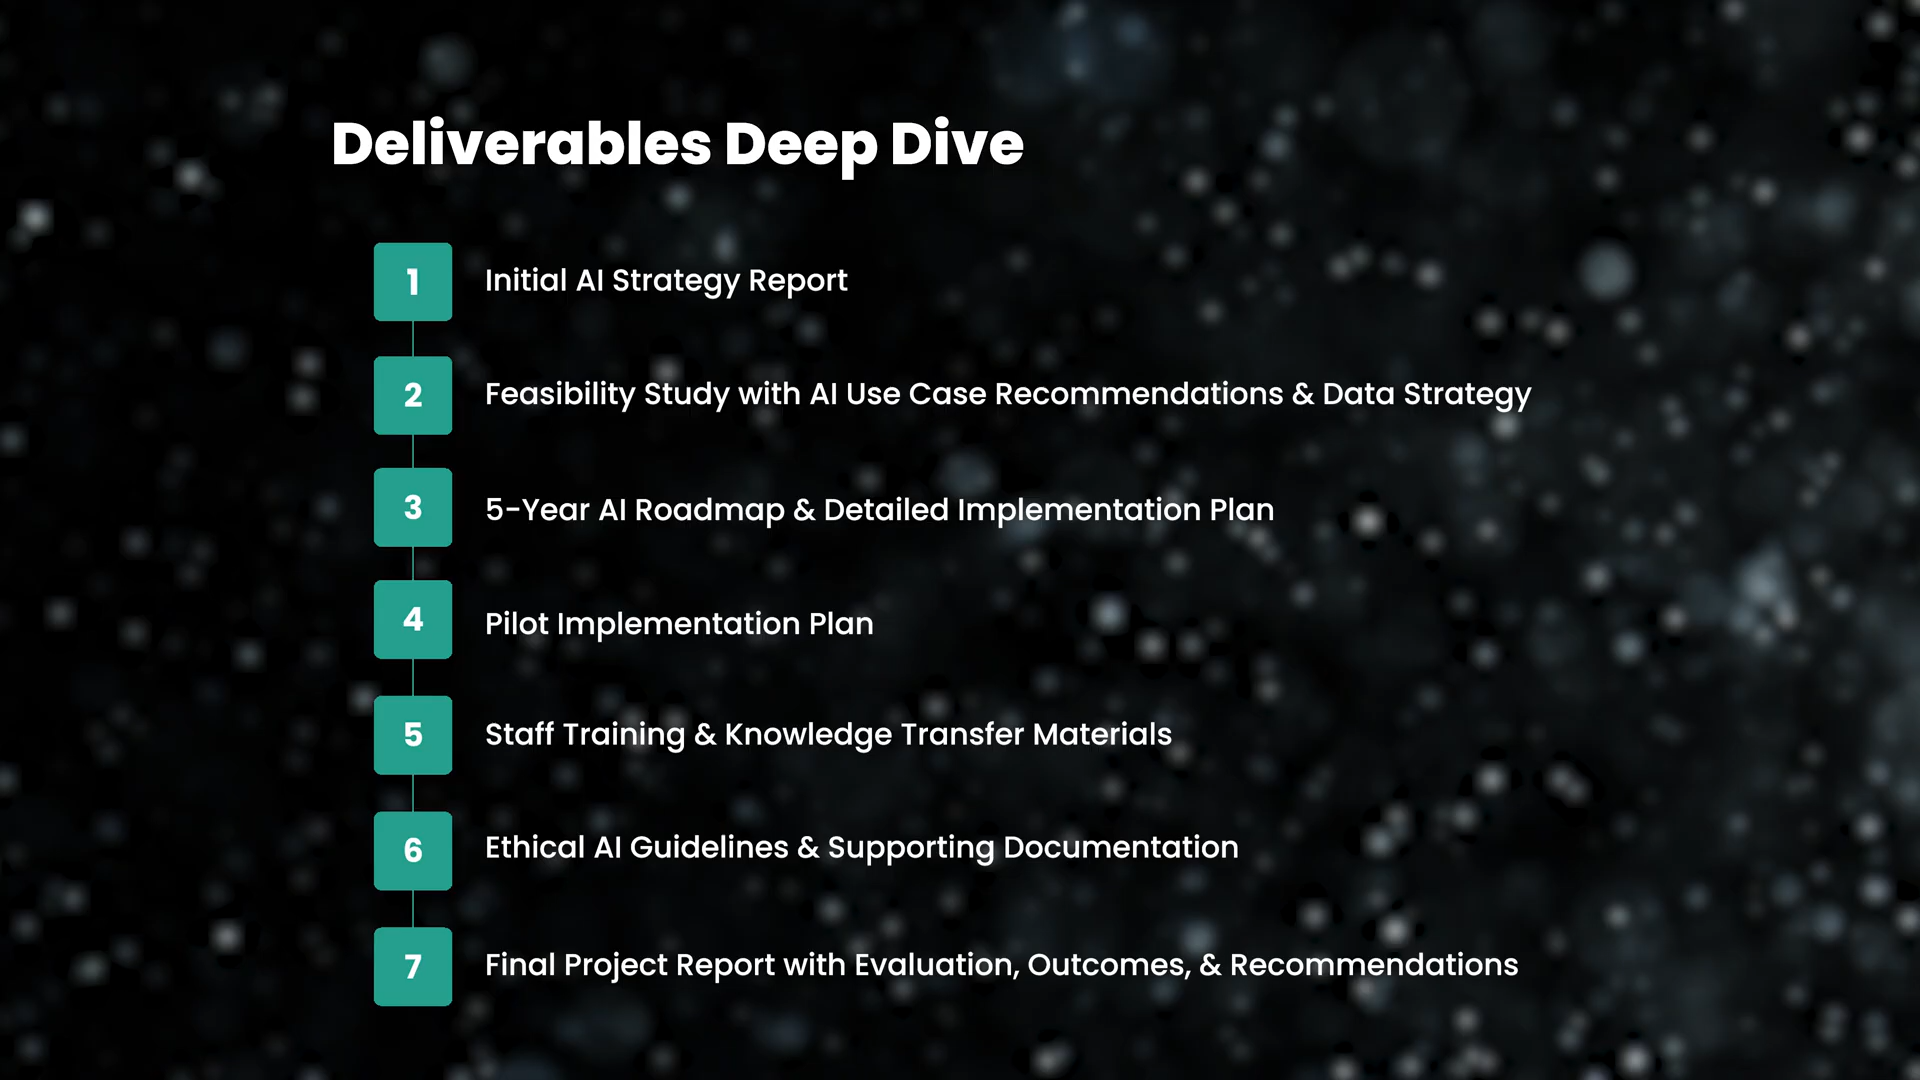 Deliverables Deep Dive
1 Initial AI Strategy Report
2 Feasibility Study with AI Use Case Recommendations & Data Strategy
3 5-Year AI Roadmap & Detailed Implementation Plan
4 Pilot Implementation Plan
5 Staff Training & Knowledge Transfer Materials
6 Ethical AI Guidelines & Supporting Documentation
7 Final Project Report with Evaluation, Outcomes, & Recommendations